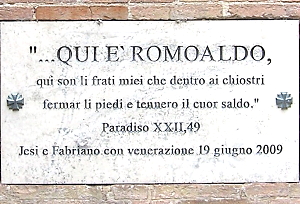 "...QUI E' ROMOALDO,
qui son li frati miei che dentro ai chiostri
fermar li piedi e tennero il cuor saldo."
Paradiso XXII,49
Jesi e Fabriano con venerazione 19 giugno 2009